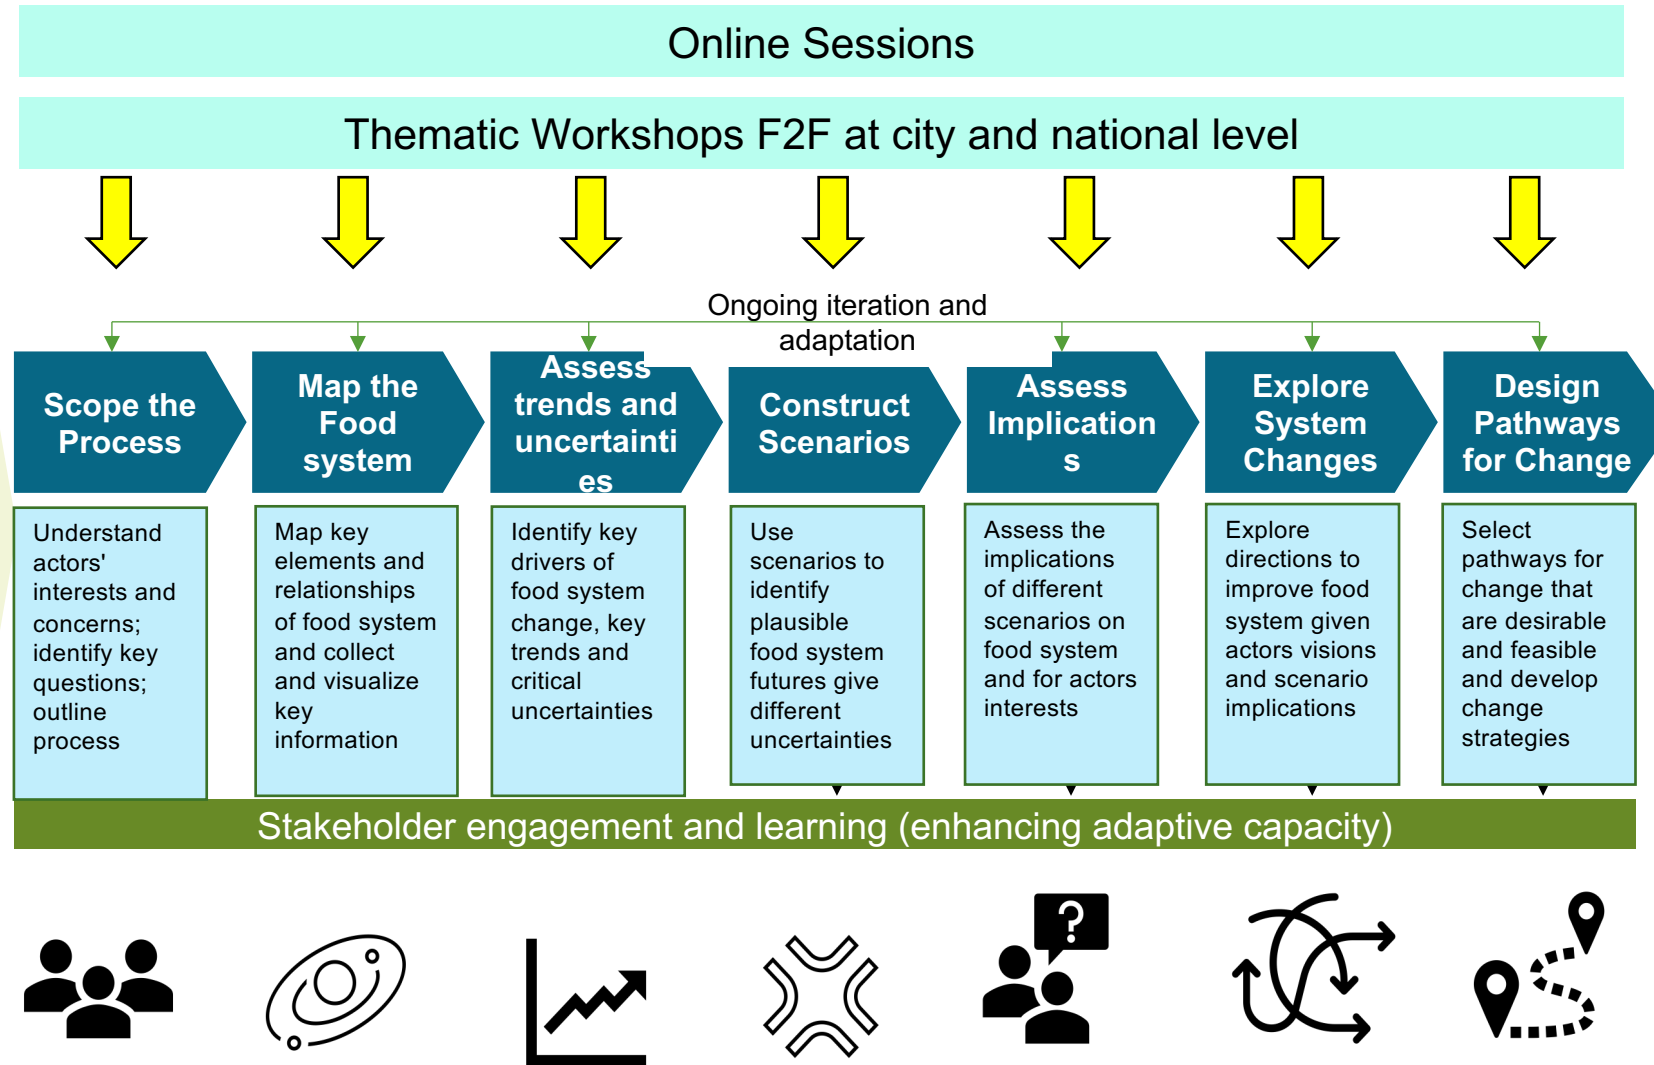 Online Sessions
Thematic Workshops F2F at city and national level
Ongoing iteration and
adaptation
Scope the
Process
Map the
Food
system
Assess
trends and
uncertainti
es
Construct
Scenarios
Assess
Implication
s
Explore
System
Changes
Design
Pathways
for Change
Understand
actors'
interests and
concerns;
identify key
questions;
outline
process
Map key
elements and
relationships
of food system
and collect
and visualize
key
information
Identify key
drivers of
food system
change, key
trends and
critical
uncertainties
Use
scenarios to
identify
plausible
food system
futures give
different
uncertainties
Assess the
implications
of different
scenarios on
food system
and for actors
interests
Explore
directions to
improve food
system given
actors visions
and scenario
implications
Select
pathways for
change that
are desirable
and feasible
and develop
change
strategies
Stakeholder engagement and learning (enhancing adaptive capacity)
?